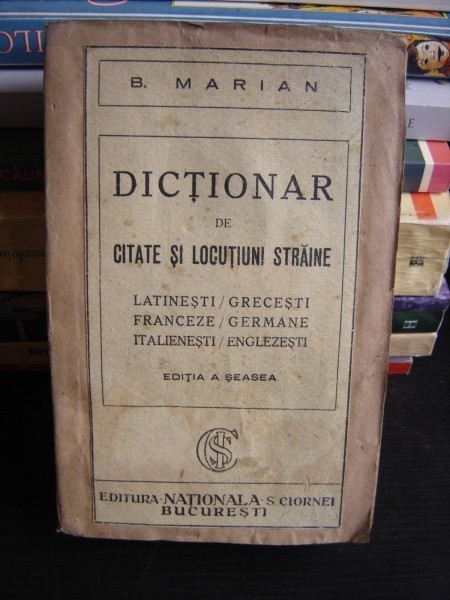 B. MARIAN
DICȚIONAR
DE
CITATE ȘI LOCUȚIUNI STRĂINE
LATINEȘTI / GRECEȘTI
FRANCEZE / GERMANE
ITALIENEȘTI / ENGLEZEȘTI
EDIȚIA A ȘEASEA
EDITURA-NAȚIONALA-S. CIORNEI
BUCUREȘTI